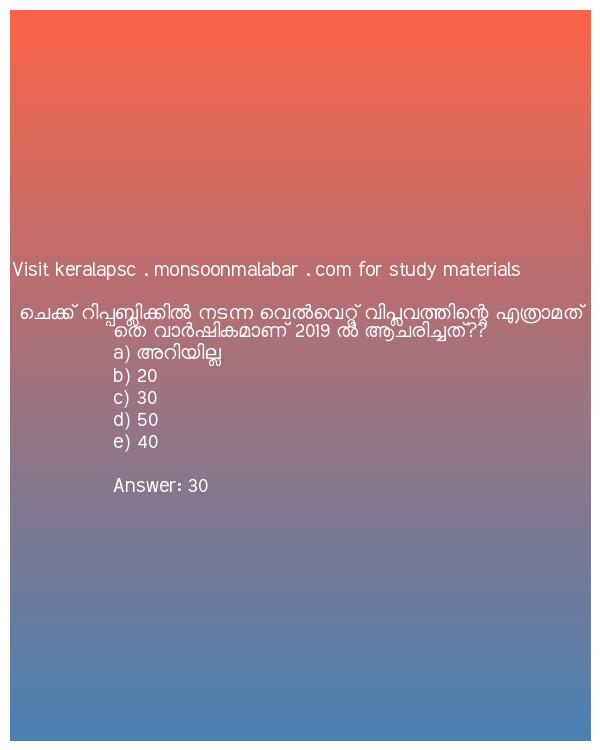 Visit keralapsc . monsoonmalabar . com for study materials
ചെക്ക് റിപ്പബ്ലിക്കിൽ നടന്ന വെൽവെറ്റ് വിപ്ലവത്തിന്റെ എത്രാമത്
തെ വാർഷികമാണ് 2019 ൽ ആചരിച്ചത്??
a) അറിയില്ല
b) 20
c) 30
d) 50
e) 40
Answer: 30